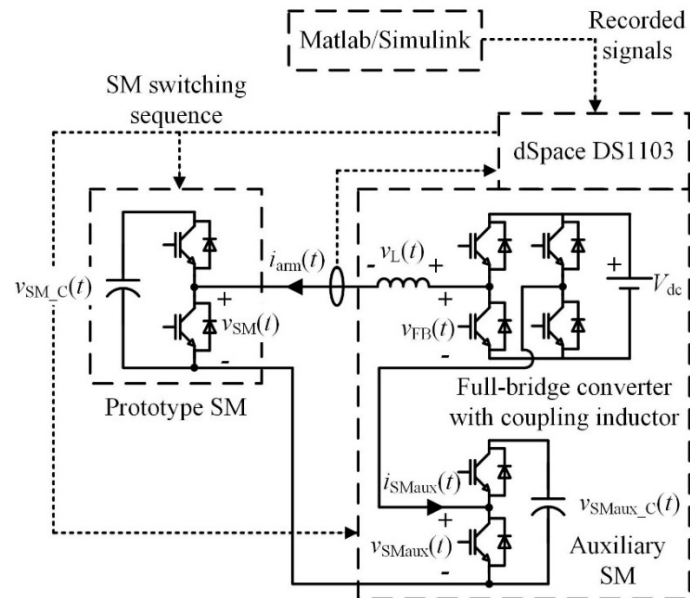 Matlab/Simulink
Recorded
signals
SM switching
sequence
dSpace DS1103
i_arm(t)
- v_L(t) +
+
V_dc
v_SM_C(t)
+
v_SM(t)
-
+
v_FB(t)
-
Prototype SM
Full-bridge converter
with coupling inductor
i_SMaux(t)
+
v_SMaux(t)
-
v_SMaux_C(t)
Auxiliary
SM